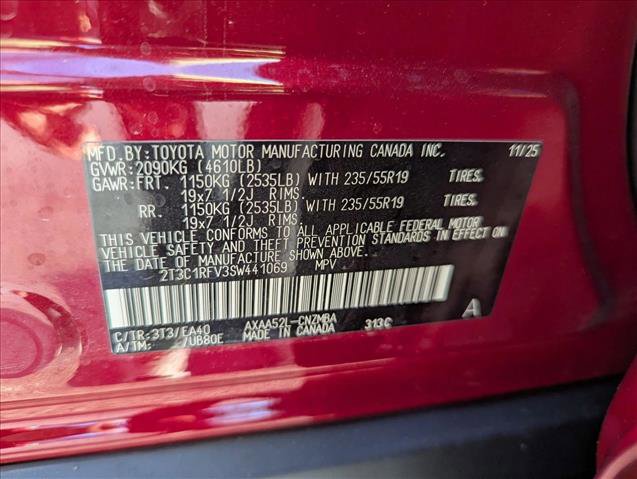 MFD.BY:TOYOTA MOTOR MANUFACTURING CANADA INC. 11/25
GVWR:2090KG (4610LB)
GAWR:FRT. 1150KG (2535LB) WITH 235/55R19 TIRES.
19x7 1/2J RIMS.
RR. 1150KG (2535LB) WITH 235/55R19 TIRES.
19x7 1/2J RIMS
THIS VEHICLE CONFORMS TO ALL APPLICABLE FEDERAL MOTOR
VEHICLE SAFETY AND THEFT PREVENTION STANDARDS IN EFFECT ON
THE DATE OF MANUFACTURE SHOWN ABOVE.
2T3C1RFV3SW441069 MPV
C/TR:3T3/EA40 AXAA52L-CNZMBA 313C A
A/TM: /UB80E MADE IN CANADA